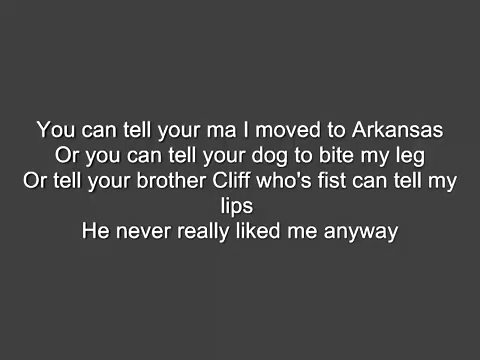 You can tell your ma I moved to Arkansas
Or you can tell your dog to bite my leg
Or tell your brother Cliff who's fist can tell my
lips
He never really liked me anyway